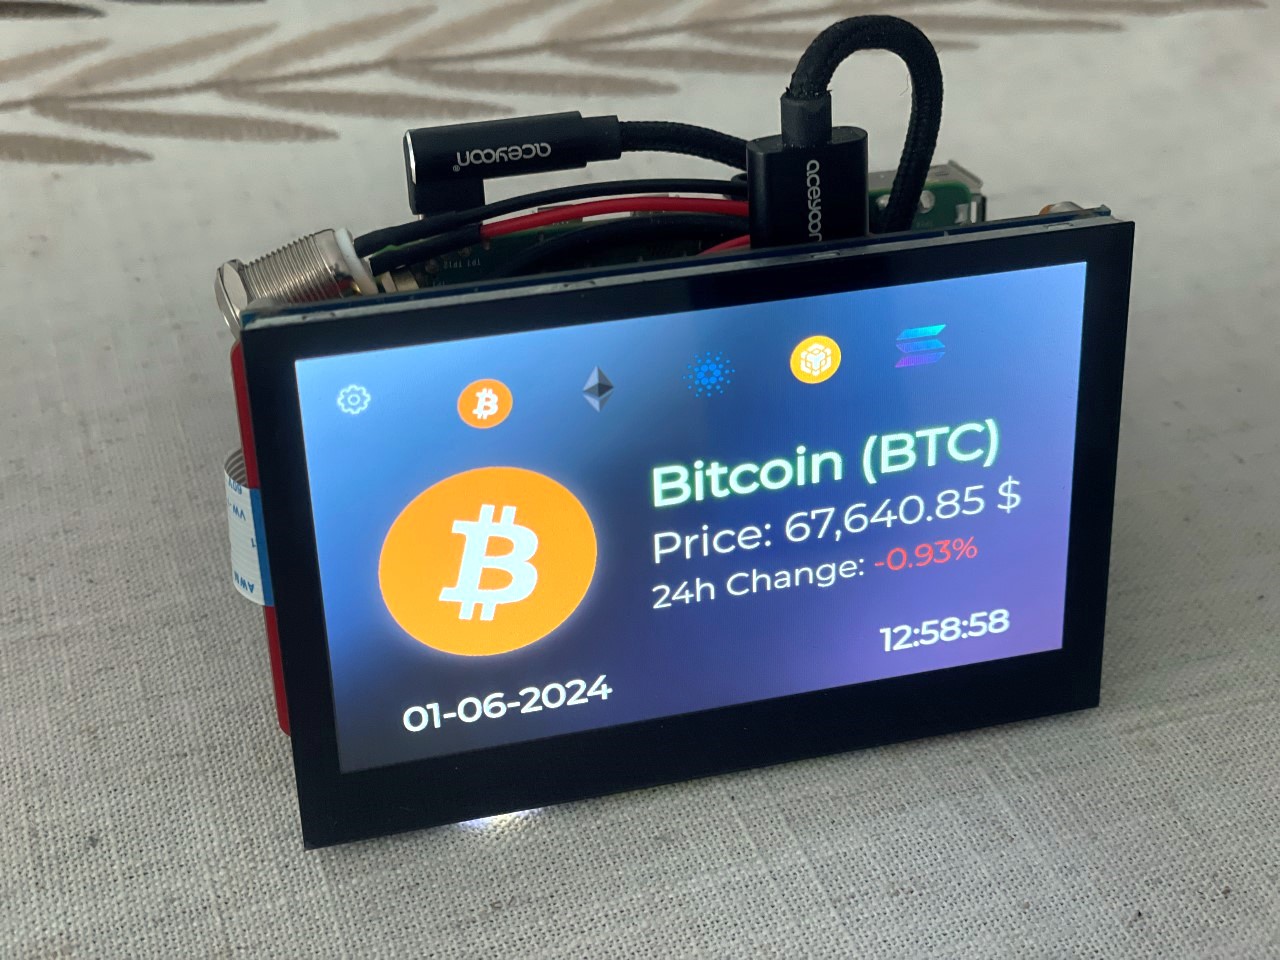 aceyoon®
aceyoon
Bitcoin (BTC)
Price: 67,640.85 $
24h Change: -0.93%
12:58:58
01-06-2024